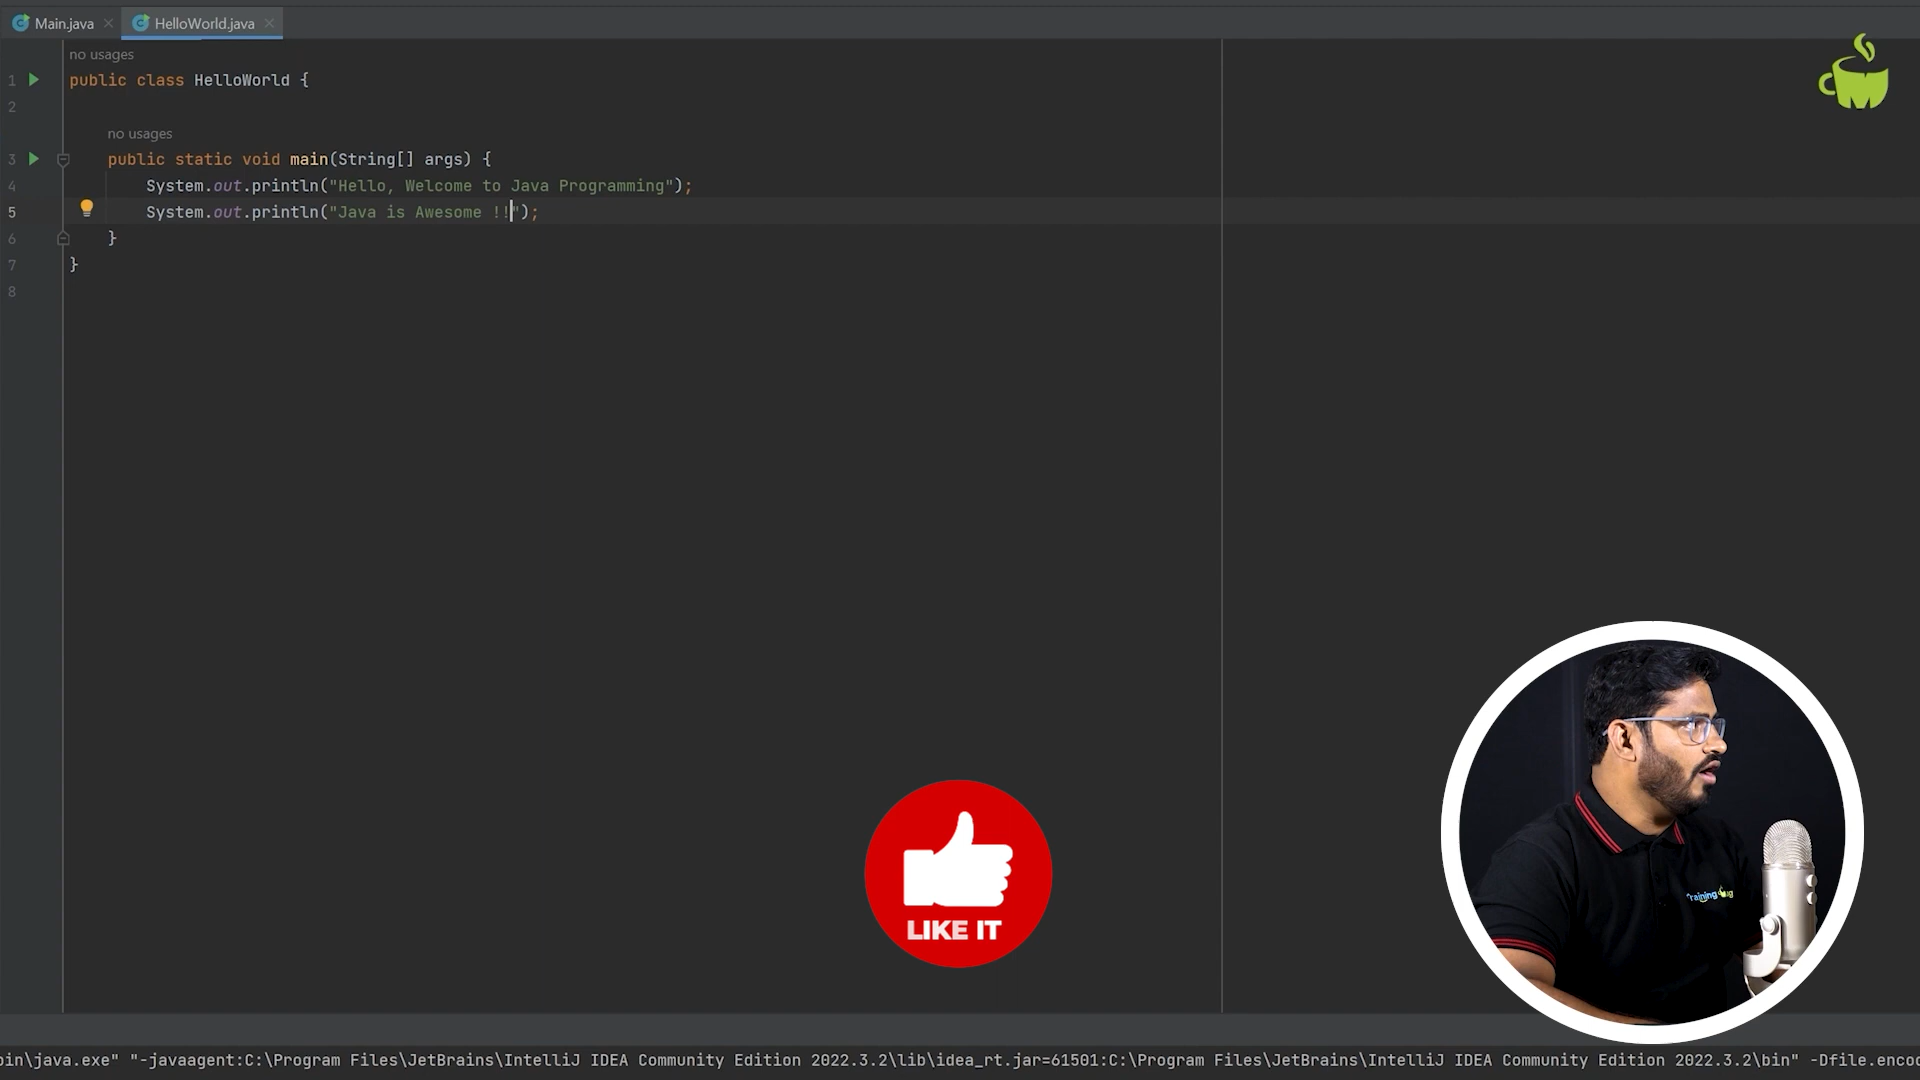 Main.java
HelloWorld.java
no usages
1 public class HelloWorld {
2
no usages
3 public static void main(String[] args) {
4 System.out.println("Hello, Welcome to Java Programming");
5 System.out.println("Java is Awesome !!");
6 }
7 }
8
LIKE IT
bin\java.exe" "-javaagent:C:\Program Files\JetBrains\IntelliJ IDEA Community Edition 2022.3.2\lib\idea_rt.jar=61501:C:\Program Files\JetBrains\IntelliJ IDEA Community Edition 2022.3.2\bin" -Dfile.enco